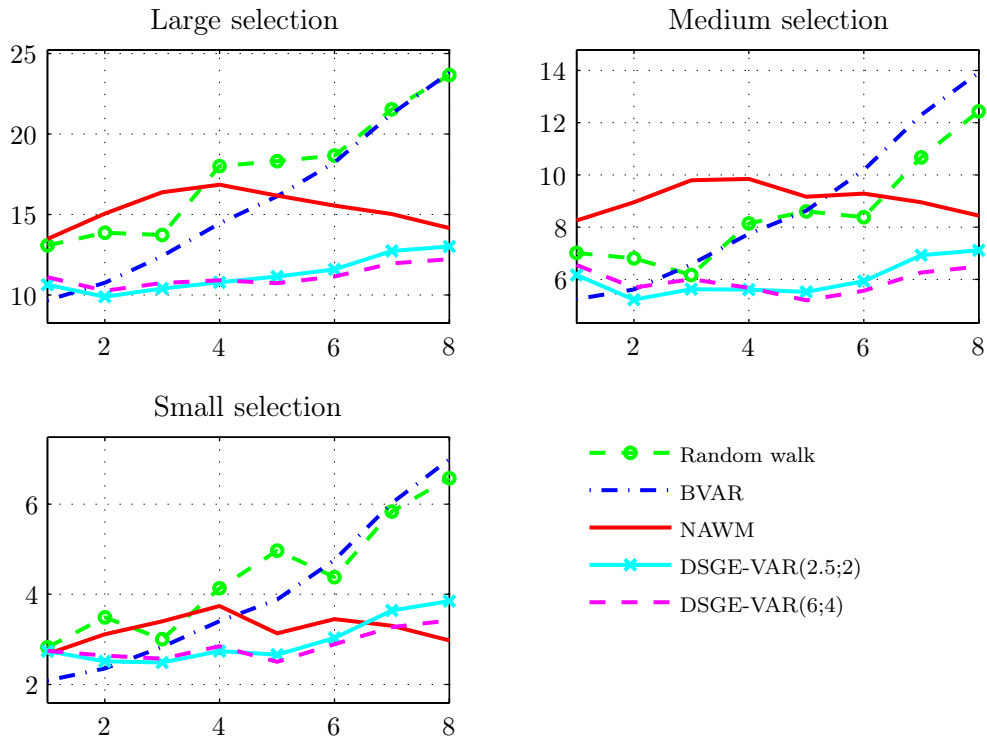 Large selection
25
20
15
10
2 4 6 8
Medium selection
14
12
10
8
6
2 4 6 8
Small selection
6
4
2
2 4 6 8
Random walk
BVAR
NAWM
DSGE-VAR(2.5;2)
DSGE-VAR(6;4)